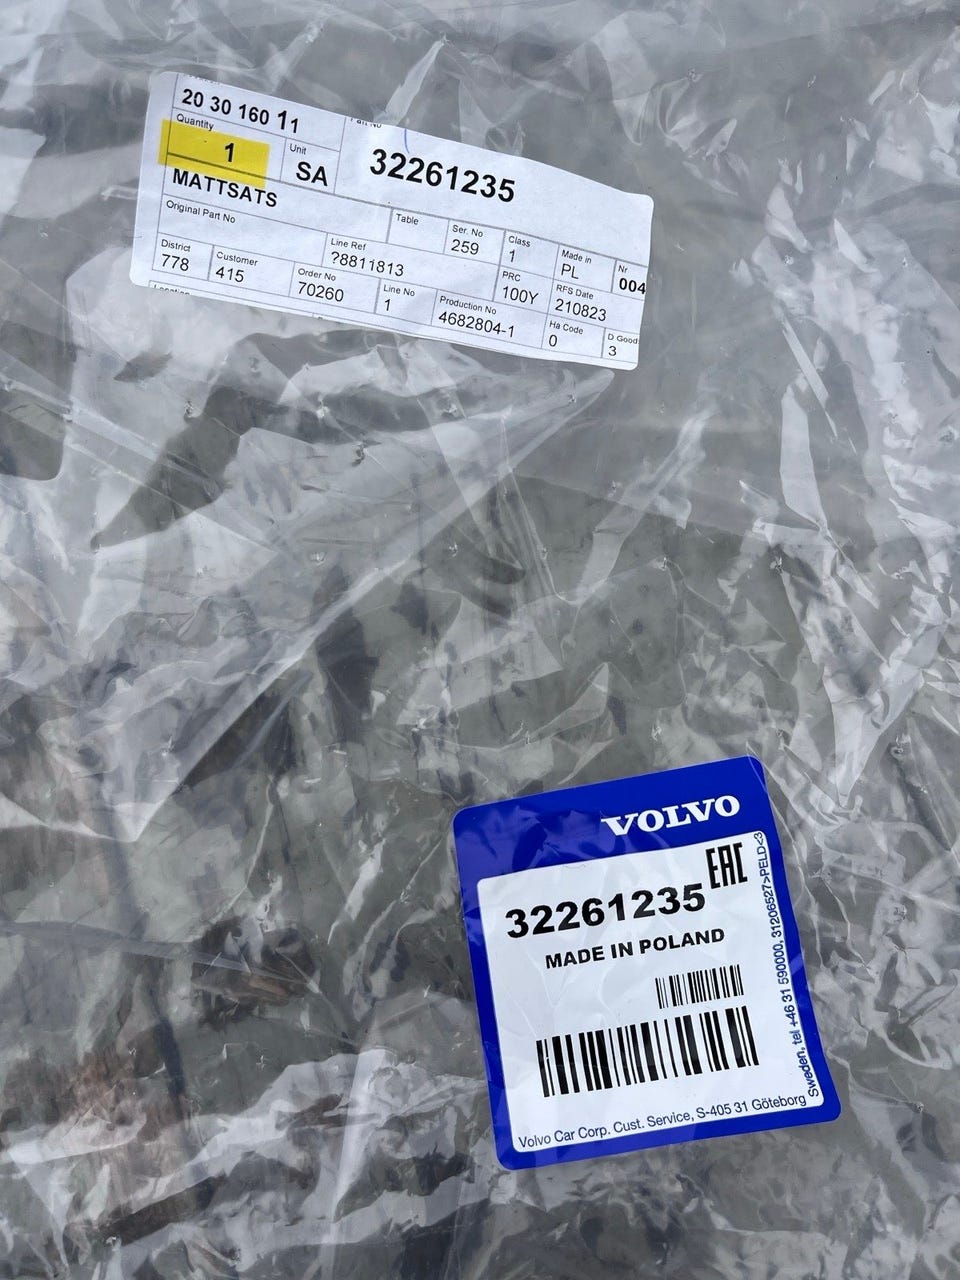 20 30 160 11
Part No
Quantity
1
Unit
SA
32261235
MATTSATS
Original Part No
Table
Ser. No
259
Class
1
Made in
PL
Nr
004
District
778
Customer
415
Line Ref
?8811813
PRC
100Y
RFS Date
210823
Order No
70260
Line No
1
Production No
4682804-1
Ha Code
0
D Good
3
Location
VOLVO
EAC
32261235
MADE IN POLAND
Volvo Car Corp. Cust. Service, S-405 31 Göteborg
Sweden, tel +46 31 590000, 31206527>PELD<3